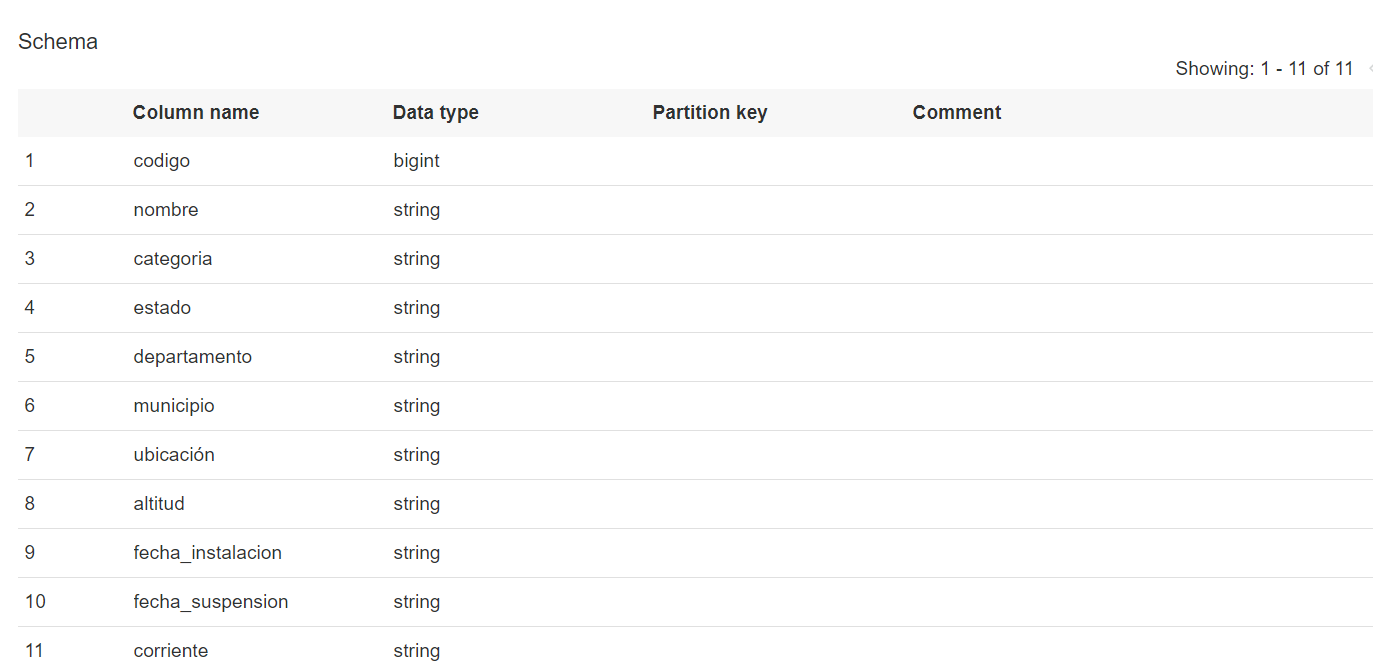 Schema
Showing: 1 - 11 of 11
Column name Data type Partition key Comment
1 codigo bigint
2 nombre string
3 categoria string
4 estado string
5 departamento string
6 municipio string
7 ubicación string
8 altitud string
9 fecha_instalacion string
10 fecha_suspension string
11 corriente string